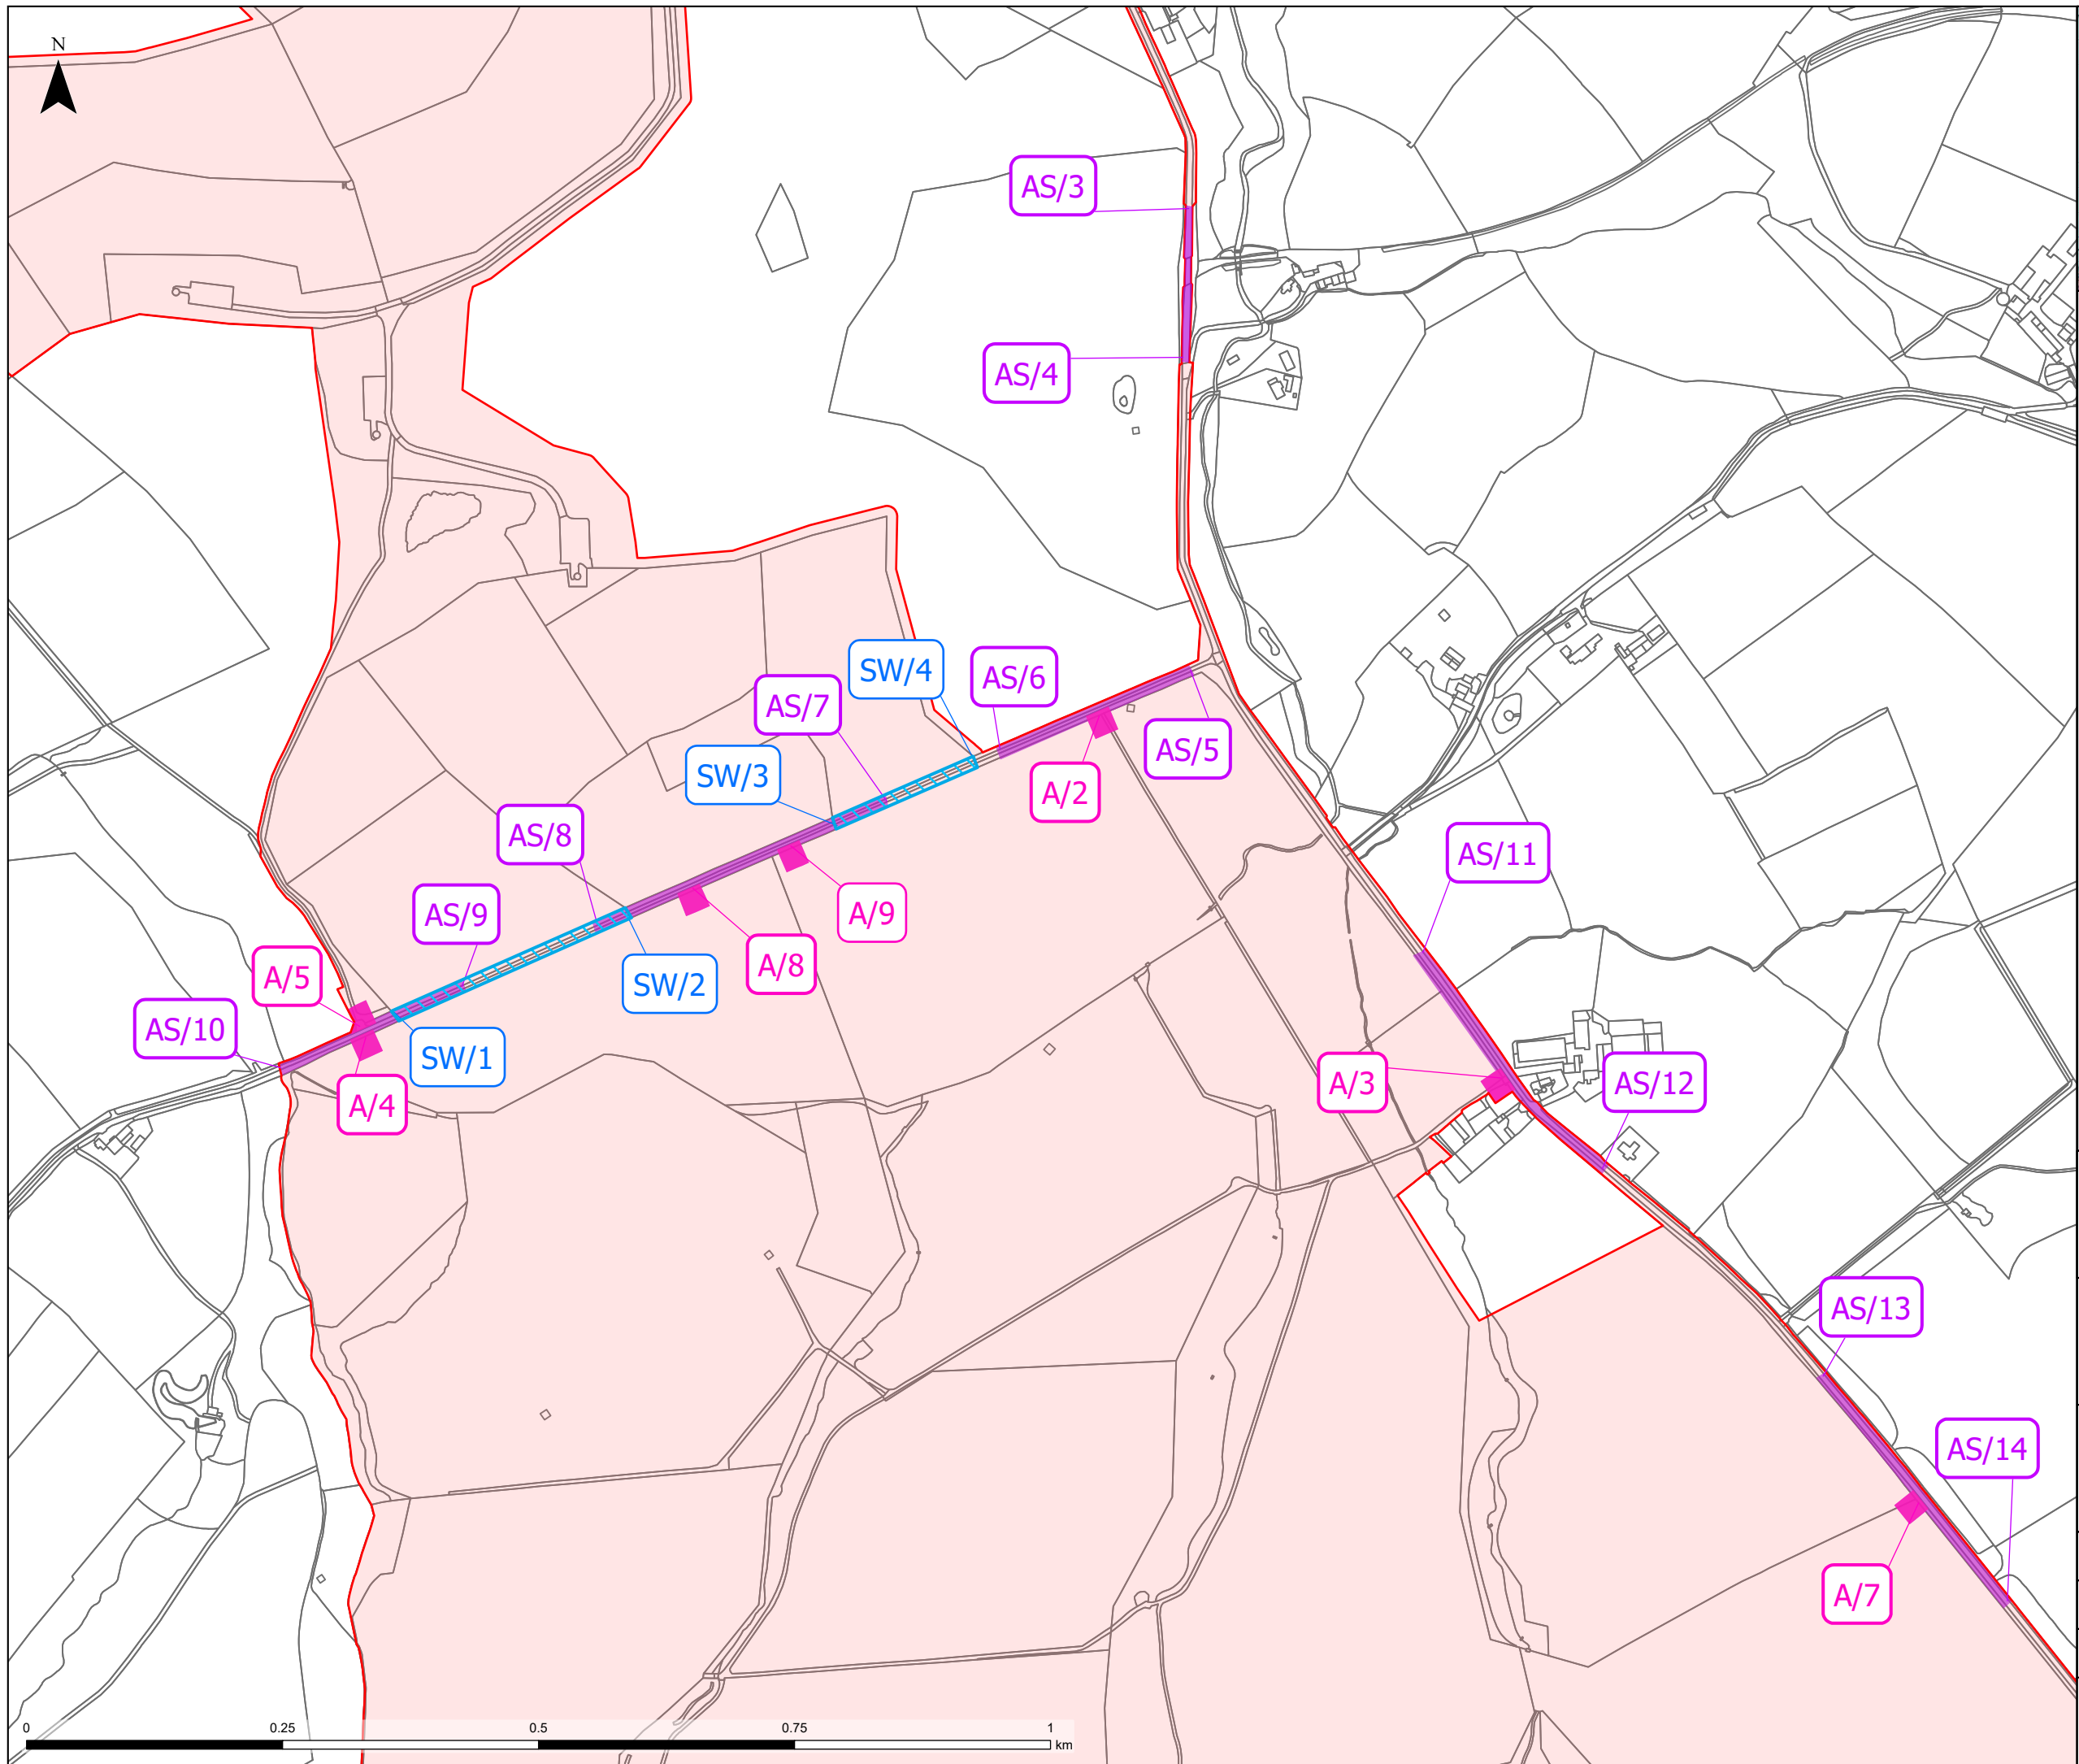 N
AS/3
AS/4
SW/4
AS/6
AS/7
AS/5
SW/3
A/2
AS/8
AS/11
AS/9
A/9
A/8
A/5
SW/2
AS/10
SW/1
A/3
AS/12
A/4
AS/13
AS/14
A/7
0 0.25 0.5 0.75 1
km